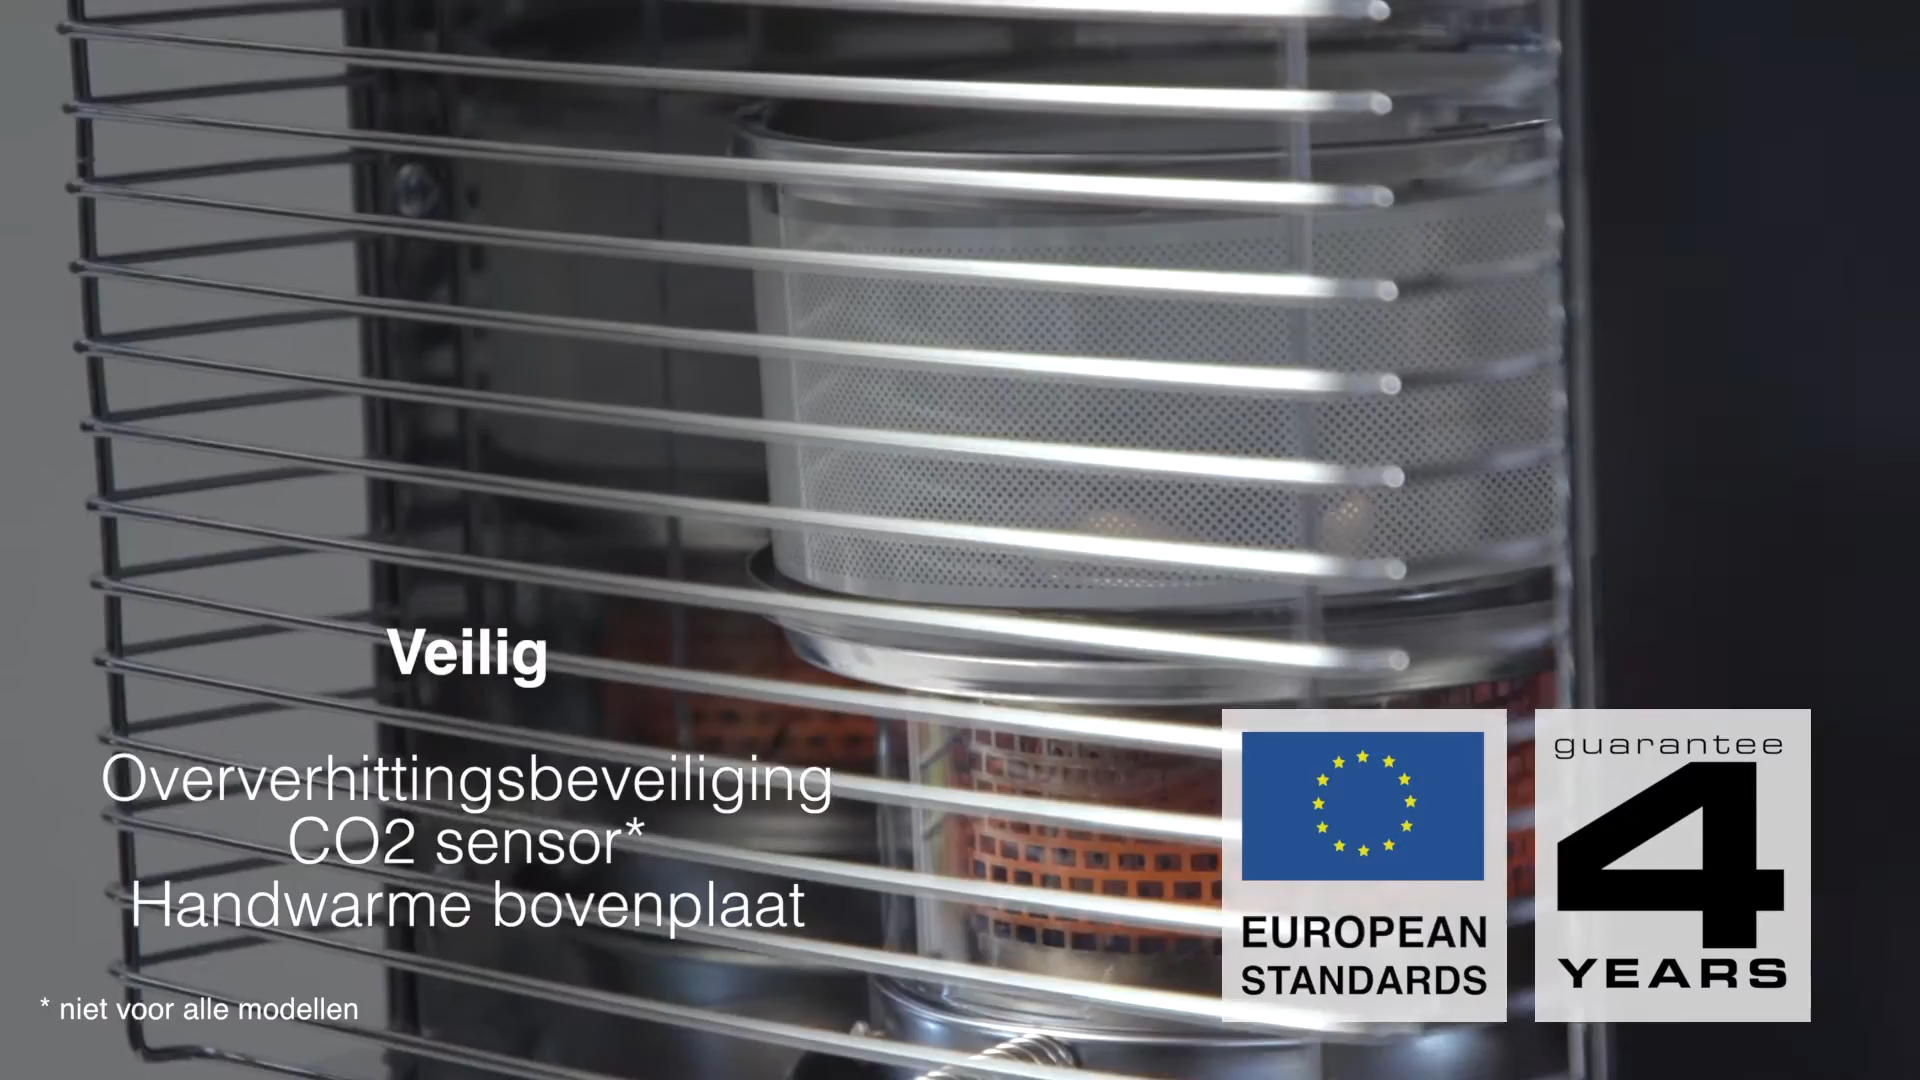 Veilig
Oververhittingsbeveiliging
CO2 sensor*
Handwarme bovenplaat
* niet voor alle modellen
EUROPEAN
STANDARDS
guarantee
4
YEARS